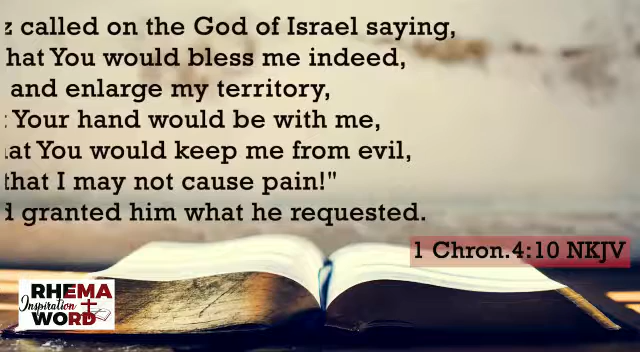 called on the God of Israel saying,
You would bless me indeed,
and enlarge my territory,
Your hand would be with me,
You would keep me from evil,
that I may not cause pain!"
granted him what he requested.
1 Chron.4:10 NKJV
RHEMA
Inspiration
WORD